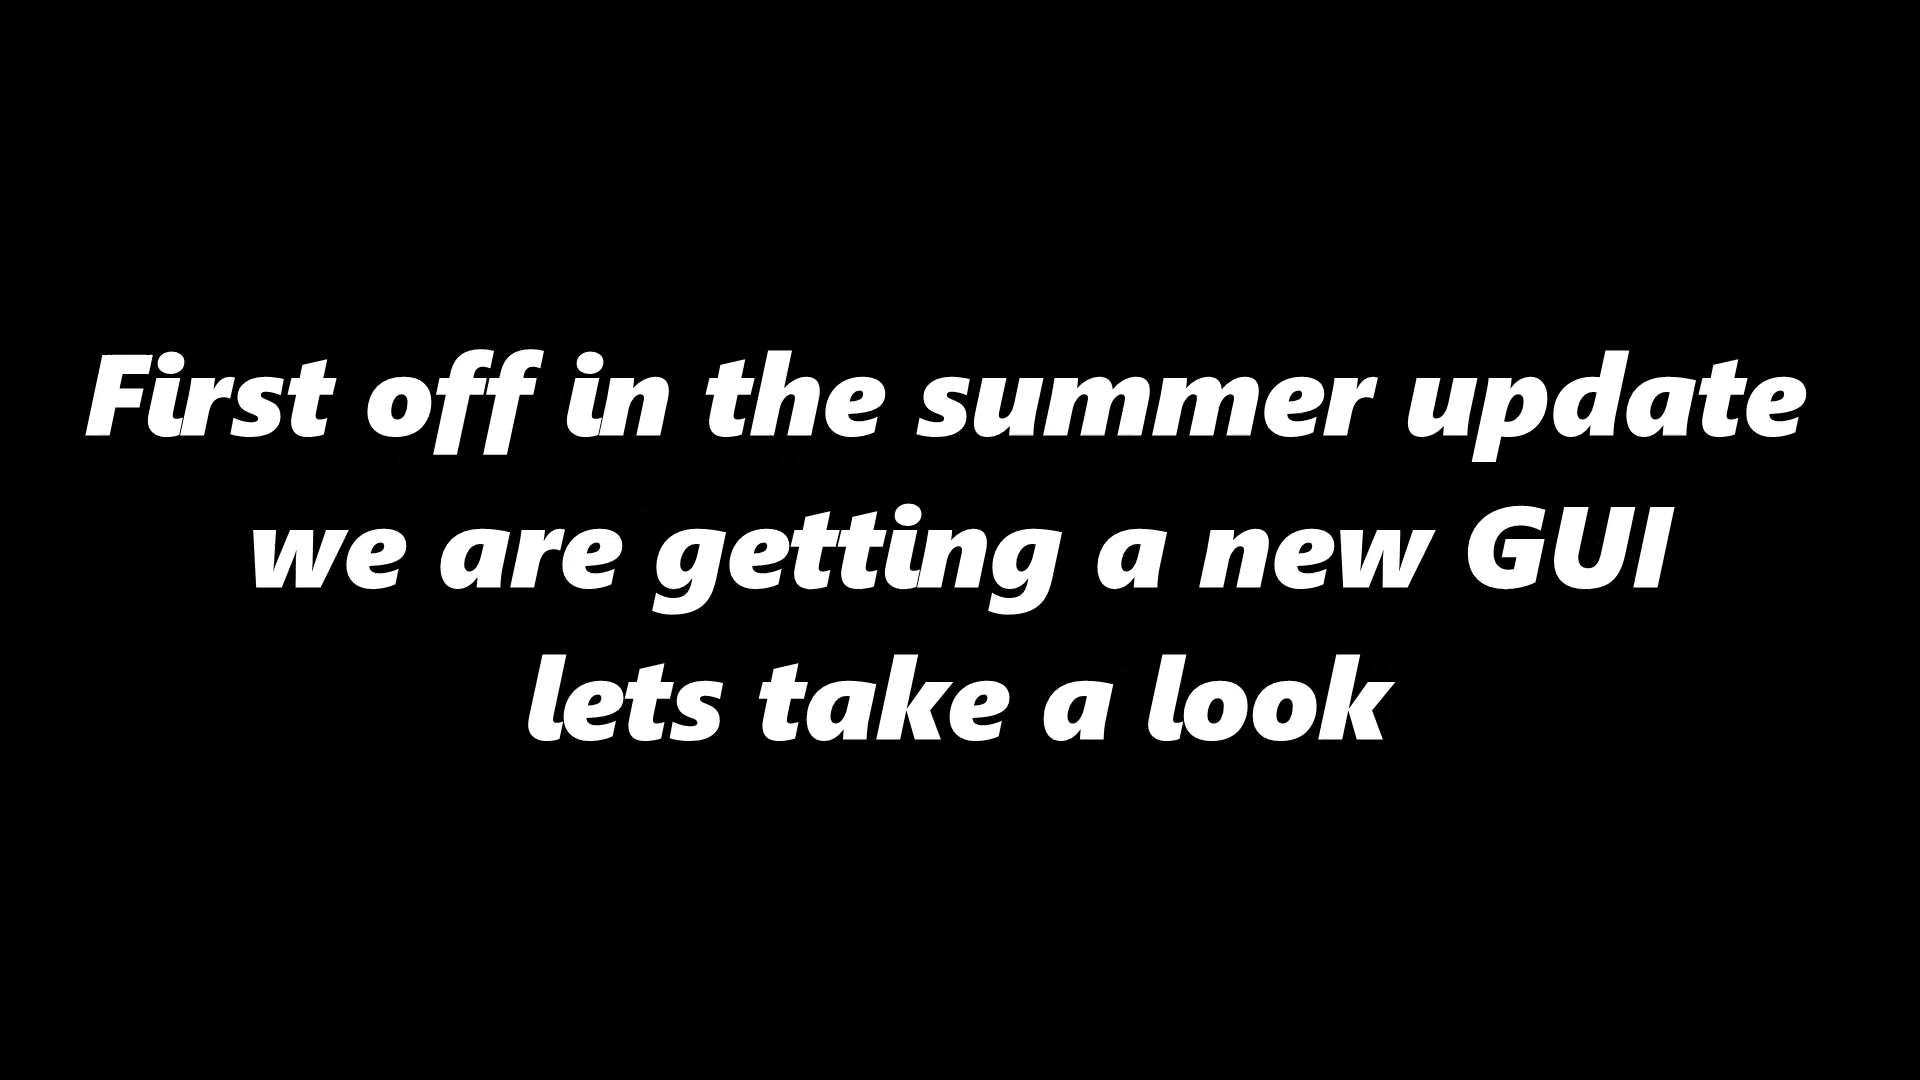 First off in the summer update
we are getting a new GUI
lets take a look